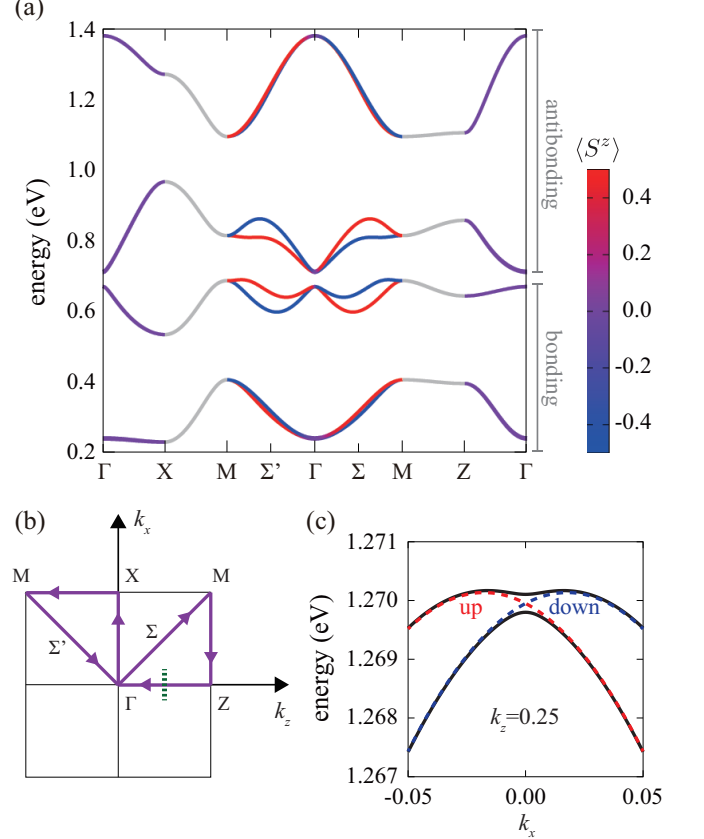 (a)
1.4
1.2
1.0
0.8
0.6
0.4
0.2
energy (eV)
Γ X M Σ' Γ Σ M Z Γ
antibonding
bonding
⟨S^z⟩
0.4
0.2
0.0
-0.2
-0.4
(b)
k_x
M X M
Σ' Σ
Γ Z
k_z
(c)
1.271
1.270
1.269
1.268
1.267
energy (eV)
up down
k_z=0.25
-0.05 0.00 0.05
k_x